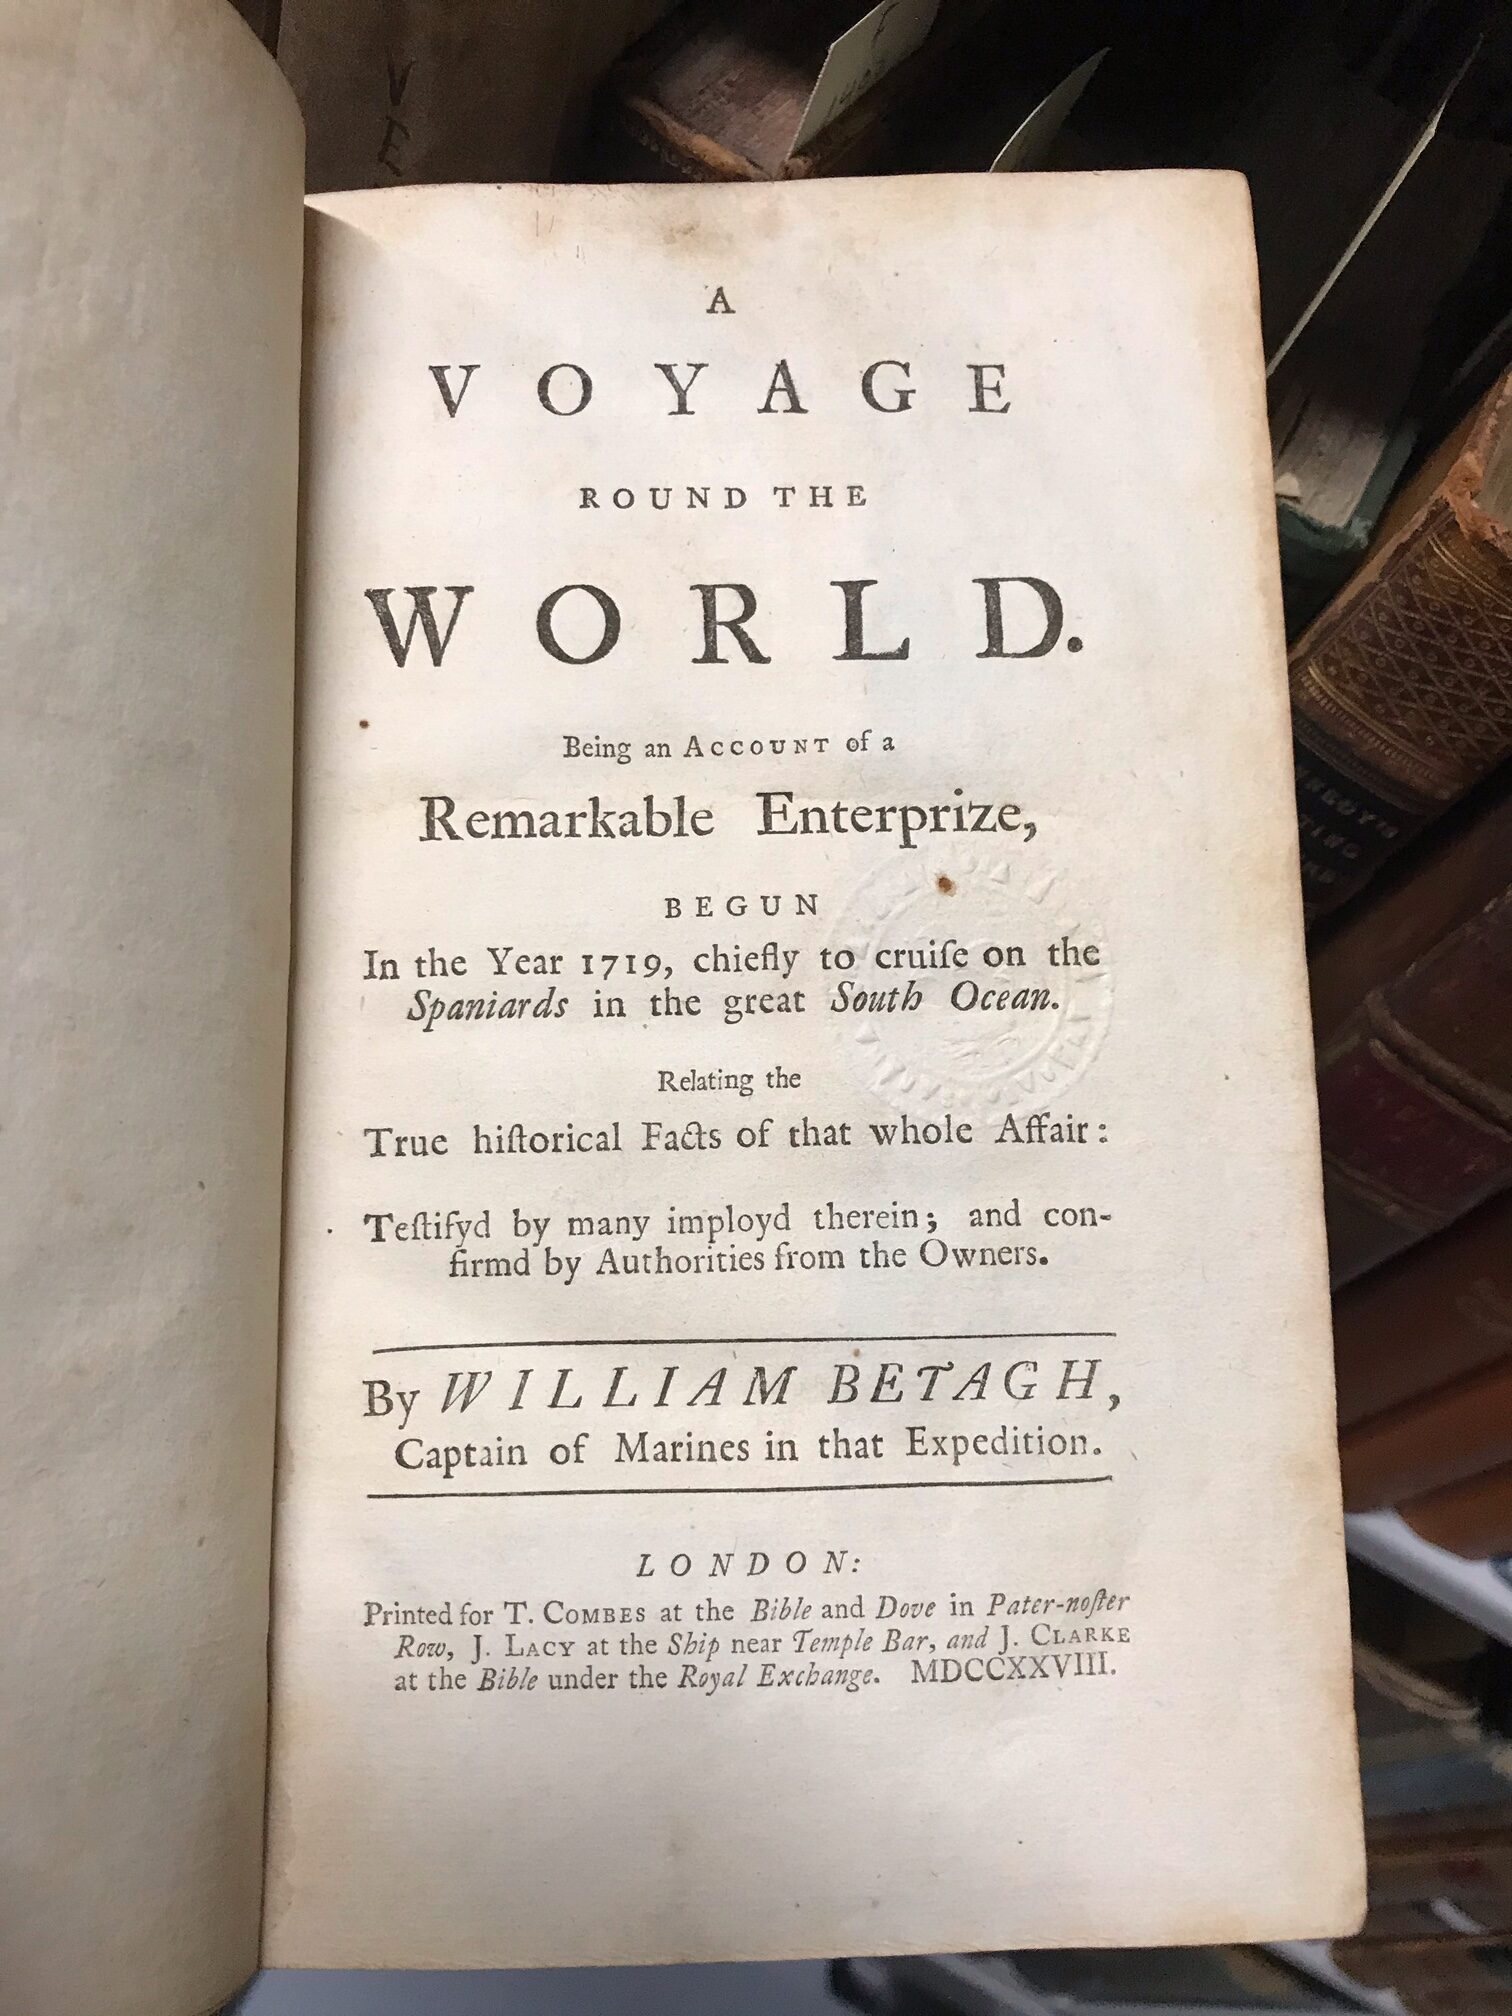 A
VOYAGE
ROUND THE
WORLD.
Being an ACCOUNT of a
Remarkable Enterprize,
BEGUN
In the Year 1719, chiefly to cruiſe on the
Spaniards in the great South Ocean.
Relating the
True hiſtorical Facts of that whole Affair:
Teſtifyd by many imployd therein; and con-
firmd by Authorities from the Owners.
By WILLIAM BETAGH,
Captain of Marines in that Expedition.
LONDON:
Printed for T. COMBES at the Bible and Dove in Pater-noſter
Row, J. LACY at the Ship near Temple Bar, and J. CLARKE
at the Bible under the Royal Exchange. MDCCXXVIII.